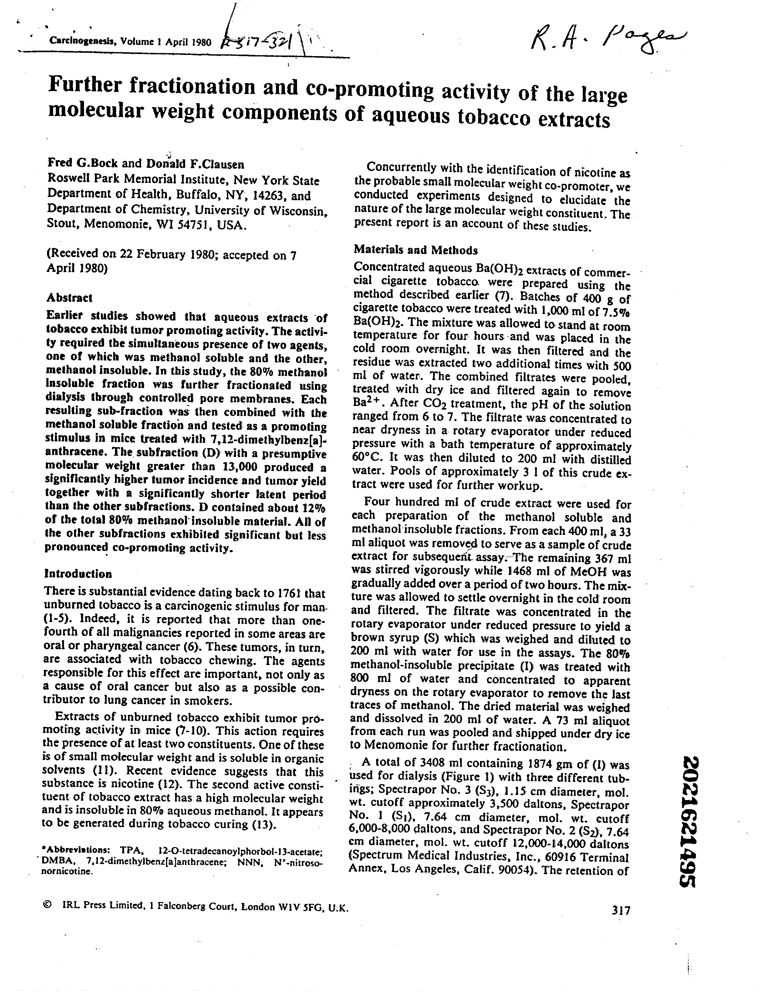 Carcinogenesis, Volume 1 April 1980 p 317-321
R.A. Pages
Further fractionation and co-promoting activity of the large
molecular weight components of aqueous tobacco extracts
Fred G.Bock and Donald F.Clausen
Roswell Park Memorial Institute, New York State
Department of Health, Buffalo, NY, 14263, and
Department of Chemistry, University of Wisconsin,
Stout, Menomonie, WI 54751, USA.
(Received on 22 February 1980; accepted on 7
April 1980)
Abstract
Earlier studies showed that aqueous extracts of
tobacco exhibit tumor promoting activity. The activi-
ty required the simultaneous presence of two agents,
one of which was methanol soluble and the other,
methanol insoluble. In this study, the 80% methanol
insoluble fraction was further fractionated using
dialysis through controlled pore membranes. Each
resulting sub-fraction was then combined with the
methanol soluble fraction and tested as a promoting
stimulus in mice treated with 7,12-dimethylbenz[a]-
anthracene. The subfraction (D) with a presumptive
molecular weight greater than 13,000 produced a
significantly higher tumor incidence and tumor yield
together with a significantly shorter latent period
than the other subfractions. D contained about 12%
of the total 80% methanol insoluble material. All of
the other subfractions exhibited significant but less
pronounced co-promoting activity.
Introduction
There is substantial evidence dating back to 1761 that
unburned tobacco is a carcinogenic stimulus for man
(1-5). Indeed, it is reported that more than one-
fourth of all malignancies reported in some areas are
oral or pharyngeal cancer (6). These tumors, in turn,
are associated with tobacco chewing. The agents
responsible for this effect are important, not only as
a cause of oral cancer but also as a possible con-
tributor to lung cancer in smokers.
Extracts of unburned tobacco exhibit tumor pro-
moting activity in mice (7-10). This action requires
the presence of at least two constituents. One of these
is of small molecular weight and is soluble in organic
solvents (11). Recent evidence suggests that this
substance is nicotine (12). The second active consti-
tuent of tobacco extract has a high molecular weight
and is insoluble in 80% aqueous methanol. It appears
to be generated during tobacco curing (13).
*Abbreviations: TPA, 12-O-tetradecanoylphorbol-13-acetate;
DMBA, 7,12-dimethylbenz[a]anthracene; NNN, N'-nitroso-
nornicotine.
Concurrently with the identification of nicotine as
the probable small molecular weight co-promoter, we
conducted experiments designed to elucidate the
nature of the large molecular weight constituent. The
present report is an account of these studies.
Materials and Methods
Concentrated aqueous Ba(OH)2 extracts of commer-
cial cigarette tobacco were prepared using the
method described earlier (7). Batches of 400 g of
cigarette tobacco were treated with 1,000 ml of 7.5%
Ba(OH)2. The mixture was allowed to stand at room
temperature for four hours and was placed in the
cold room overnight. It was then filtered and the
residue was extracted two additional times with 500
ml of water. The combined filtrates were pooled,
treated with dry ice and filtered again to remove
Ba2+. After CO2 treatment, the pH of the solution
ranged from 6 to 7. The filtrate was concentrated to
near dryness in a rotary evaporator under reduced
pressure with a bath temperature of approximately
60°C. It was then diluted to 200 ml with distilled
water. Pools of approximately 3 l of this crude ex-
tract were used for further workup.
Four hundred ml of crude extract were used for
each preparation of the methanol soluble and
methanol insoluble fractions. From each 400 ml, a 33
ml aliquot was removed to serve as a sample of crude
extract for subsequent assay. The remaining 367 ml
was stirred vigorously while 1468 ml of MeOH was
gradually added over a period of two hours. The mix-
ture was allowed to settle overnight in the cold room
and filtered. The filtrate was concentrated in the
rotary evaporator under reduced pressure to yield a
brown syrup (S) which was weighed and diluted to
200 ml with water for use in the assays. The 80%
methanol-insoluble precipitate (I) was treated with
800 ml of water and concentrated to apparent
dryness on the rotary evaporator to remove the last
traces of methanol. The dried material was weighed
and dissolved in 200 ml of water. A 73 ml aliquot
from each run was pooled and shipped under dry ice
to Menomonie for further fractionation.
A total of 3408 ml containing 1874 gm of (I) was
used for dialysis (Figure 1) with three different tub-
ings; Spectrapor No. 3 (S3), 1.15 cm diameter, mol.
wt. cutoff approximately 3,500 daltons, Spectrapor
No. 1 (S1), 7.64 cm diameter, mol. wt. cutoff
6,000-8,000 daltons, and Spectrapor No. 2 (S2), 7.64
cm diameter, mol. wt. cutoff 12,000-14,000 daltons
(Spectrum Medical Industries, Inc., 60916 Terminal
Annex, Los Angeles, Calif. 90054). The retention of
2021621495
© IRL Press Limited, 1 Falconberg Court, London W1V 5FG, U.K.
317